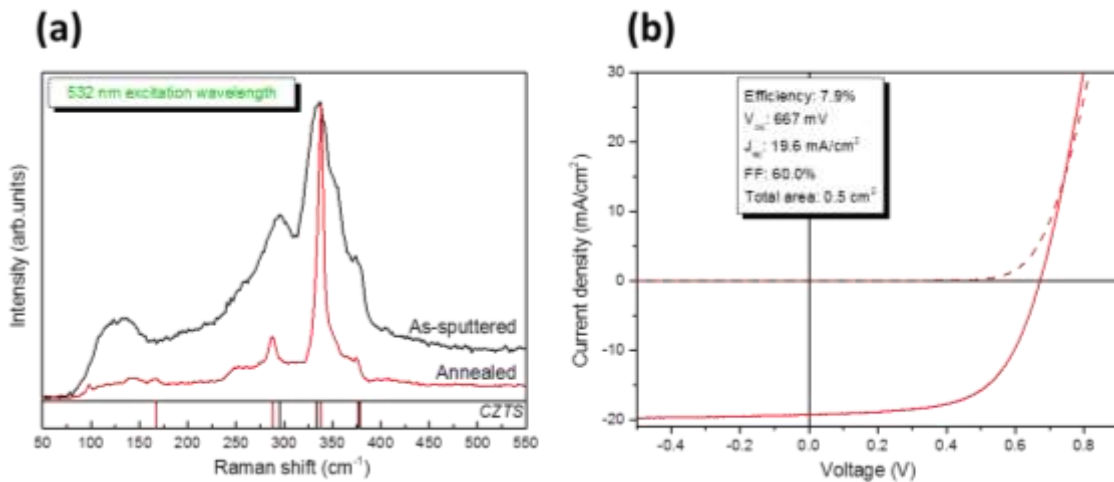 (a)
532 nm excitation wavelength
Intensity (arb.units)
As-sputtered
Annealed
CZTS
50 100 150 200 250 300 350 400 450 500 550
Raman shift (cm⁻¹)
(b)
30
20
10
0
-10
-20
Current density (mA/cm²)
Efficiency: 7.9%
V_oc: 667 mV
J_sc: 19.6 mA/cm²
FF: 60.0%
Total area: 0.5 cm²
-0.4 -0.2 0.0 0.2 0.4 0.6 0.8
Voltage (V)